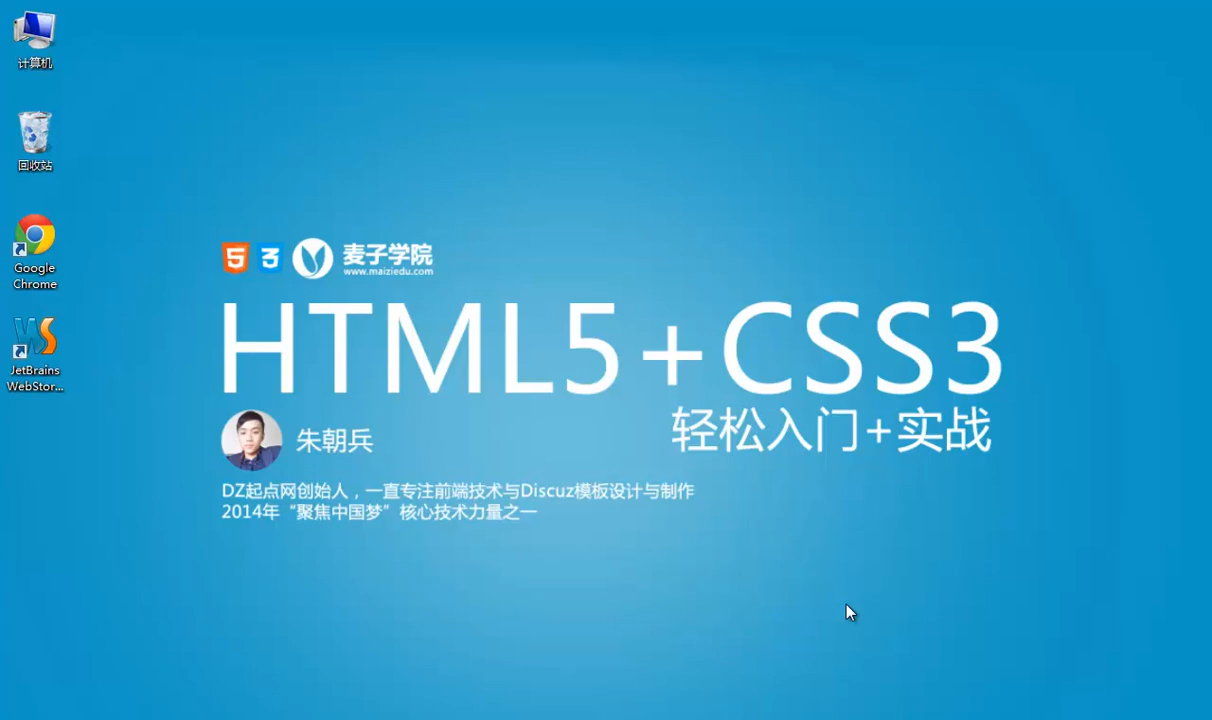 计算机
回收站
Google
Chrome
JetBrains
WebStor...
5 3 麦子学院
www.maiziedu.com
HTML5+CSS3
轻松入门+实战
朱朝兵
DZ起点网创始人，一直专注前端技术与Discuz模板设计与制作
2014年“聚焦中国梦”核心技术力量之一